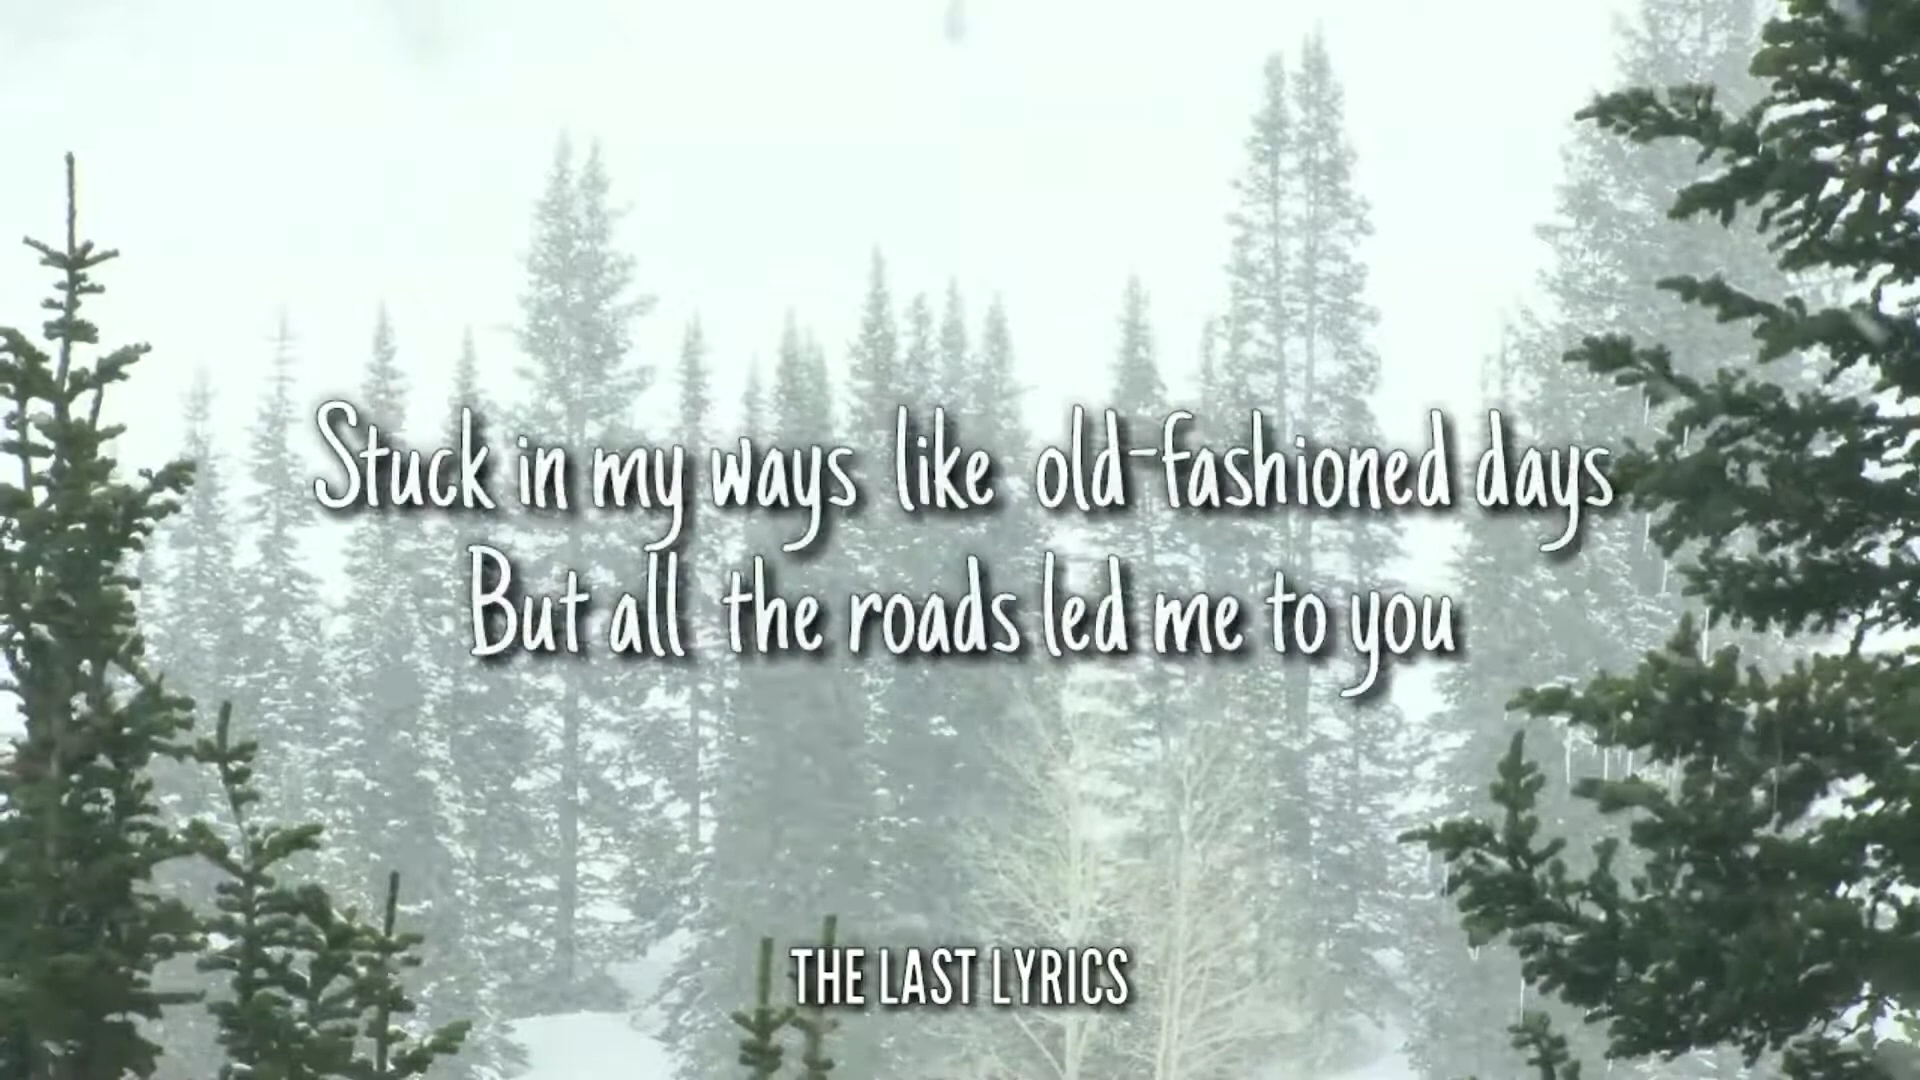 Stuck in my ways like old-fashioned days
But all the roads led me to you
THE LAST LYRICS